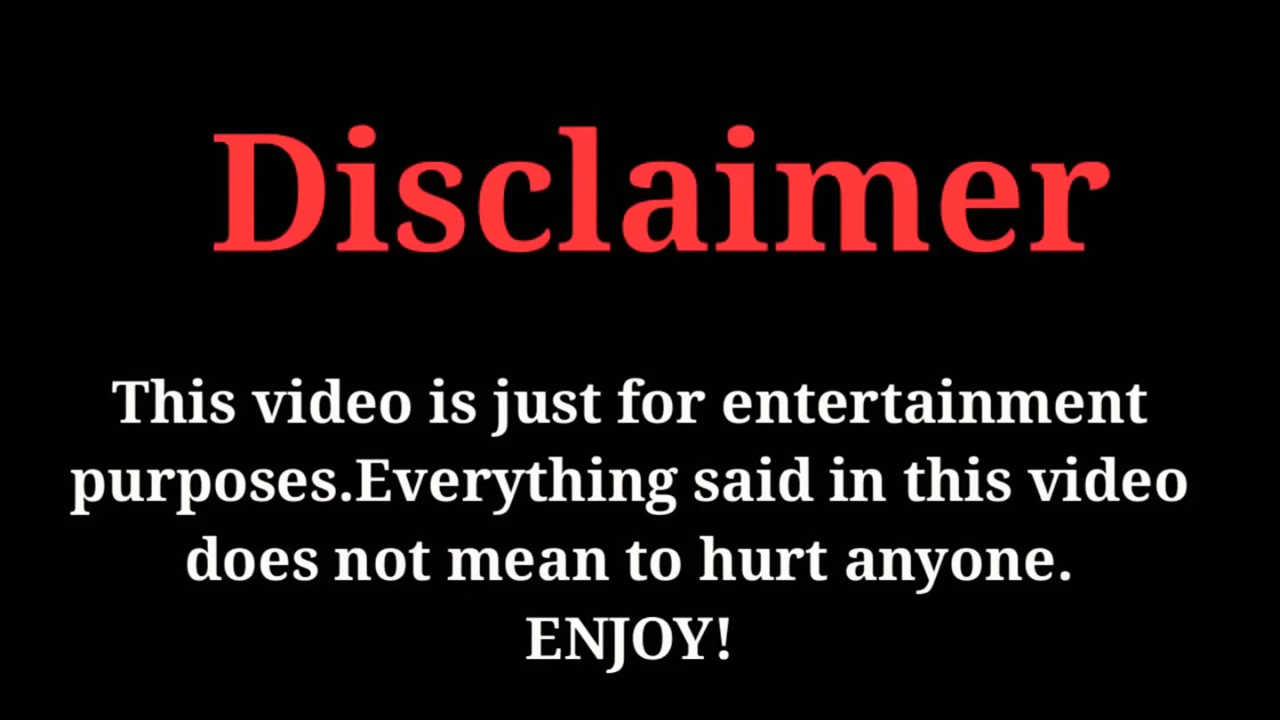 Disclaimer
This video is just for entertainment
purposes.Everything said in this video
does not mean to hurt anyone.
ENJOY!